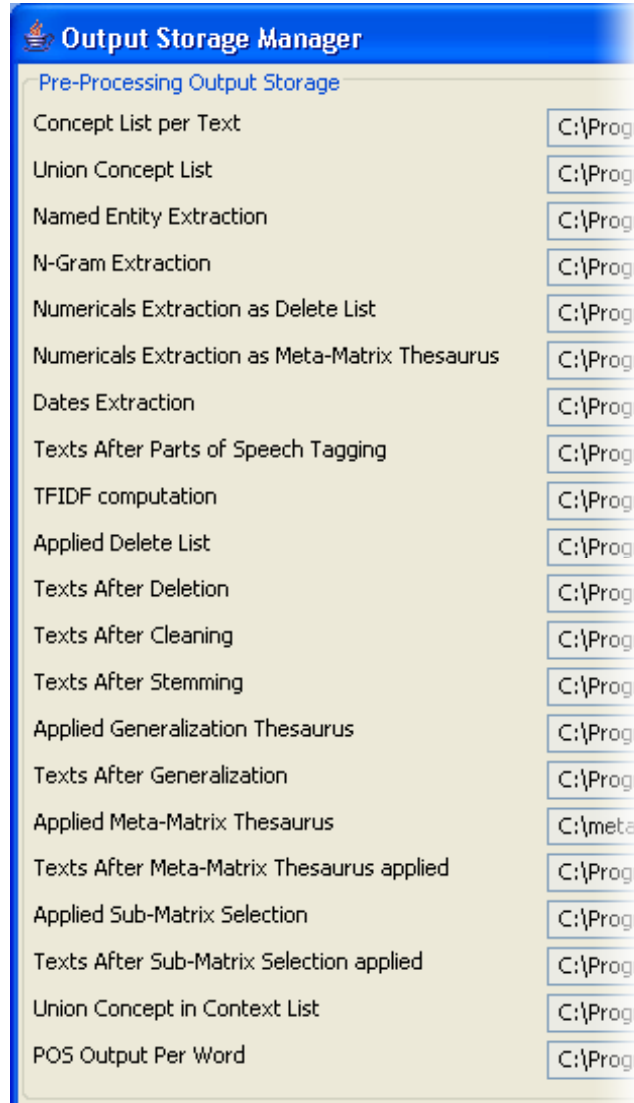 Output Storage Manager
Pre-Processing Output Storage
Concept List per Text C:\Prog
Union Concept List C:\Prog
Named Entity Extraction C:\Prog
N-Gram Extraction C:\Prog
Numericals Extraction as Delete List C:\Prog
Numericals Extraction as Meta-Matrix Thesaurus C:\Prog
Dates Extraction C:\Prog
Texts After Parts of Speech Tagging C:\Prog
TFIDF computation C:\Prog
Applied Delete List C:\Prog
Texts After Deletion C:\Prog
Texts After Cleaning C:\Prog
Texts After Stemming C:\Prog
Applied Generalization Thesaurus C:\Prog
Texts After Generalization C:\Prog
Applied Meta-Matrix Thesaurus C:\meta
Texts After Meta-Matrix Thesaurus applied C:\Prog
Applied Sub-Matrix Selection C:\Prog
Texts After Sub-Matrix Selection applied C:\Prog
Union Concept in Context List C:\Prog
POS Output Per Word C:\Prog